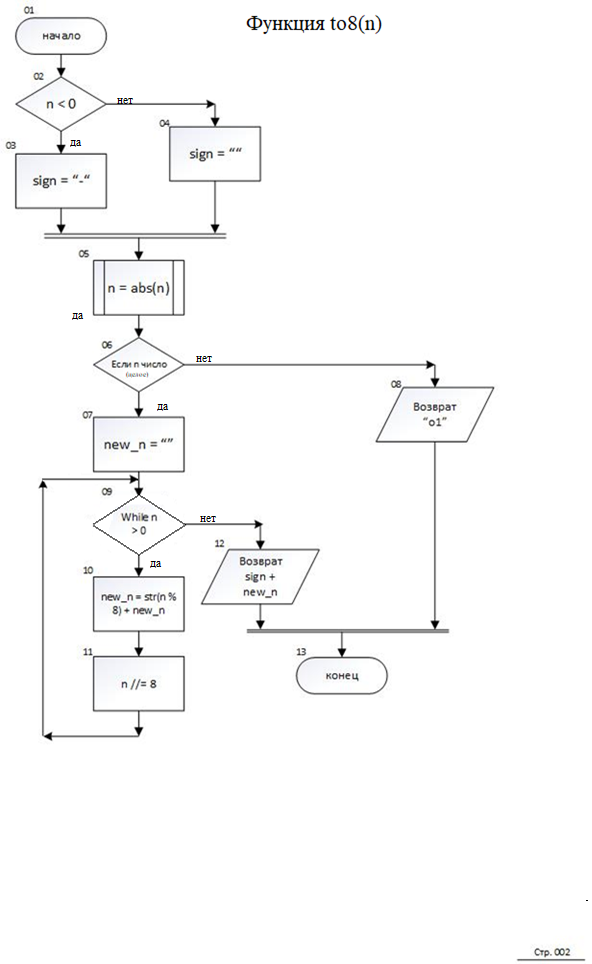 Функция to8(n)
01
начало
02
n < 0
нет
да
03
sign = “-“
04
sign = ““
05
n = abs(n)
да
06
Если n число
(целое)
нет
да
07
new_n = “”
08
Возврат
“o1”
09
While n
> 0
нет
да
10
new_n = str(n %
8) + new_n
11
n //= 8
12
Возврат
sign +
new_n
13
конец
Стр. 002